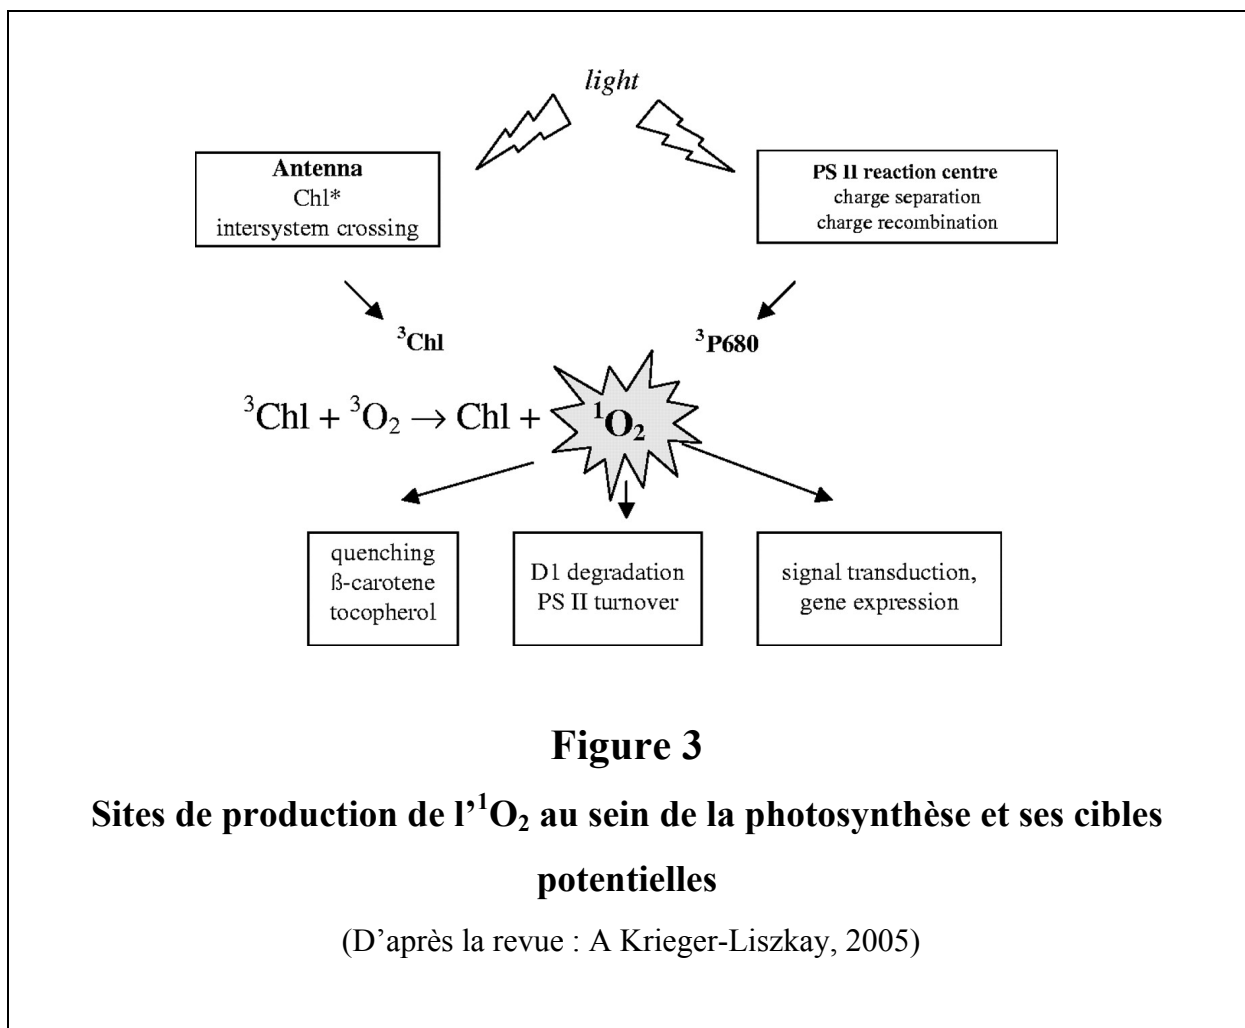 light
Antenna
Chl*
intersystem crossing
PS II reaction centre
charge separation
charge recombination
³Chl
³P680
³Chl + ³O₂ → Chl + ¹O₂
quenching
ß-carotene
tocopherol
D1 degradation
PS II turnover
signal transduction,
gene expression
Figure 3
Sites de production de l’¹O₂ au sein de la photosynthèse et ses cibles
potentielles
(D’après la revue : A Krieger-Liszkay, 2005)